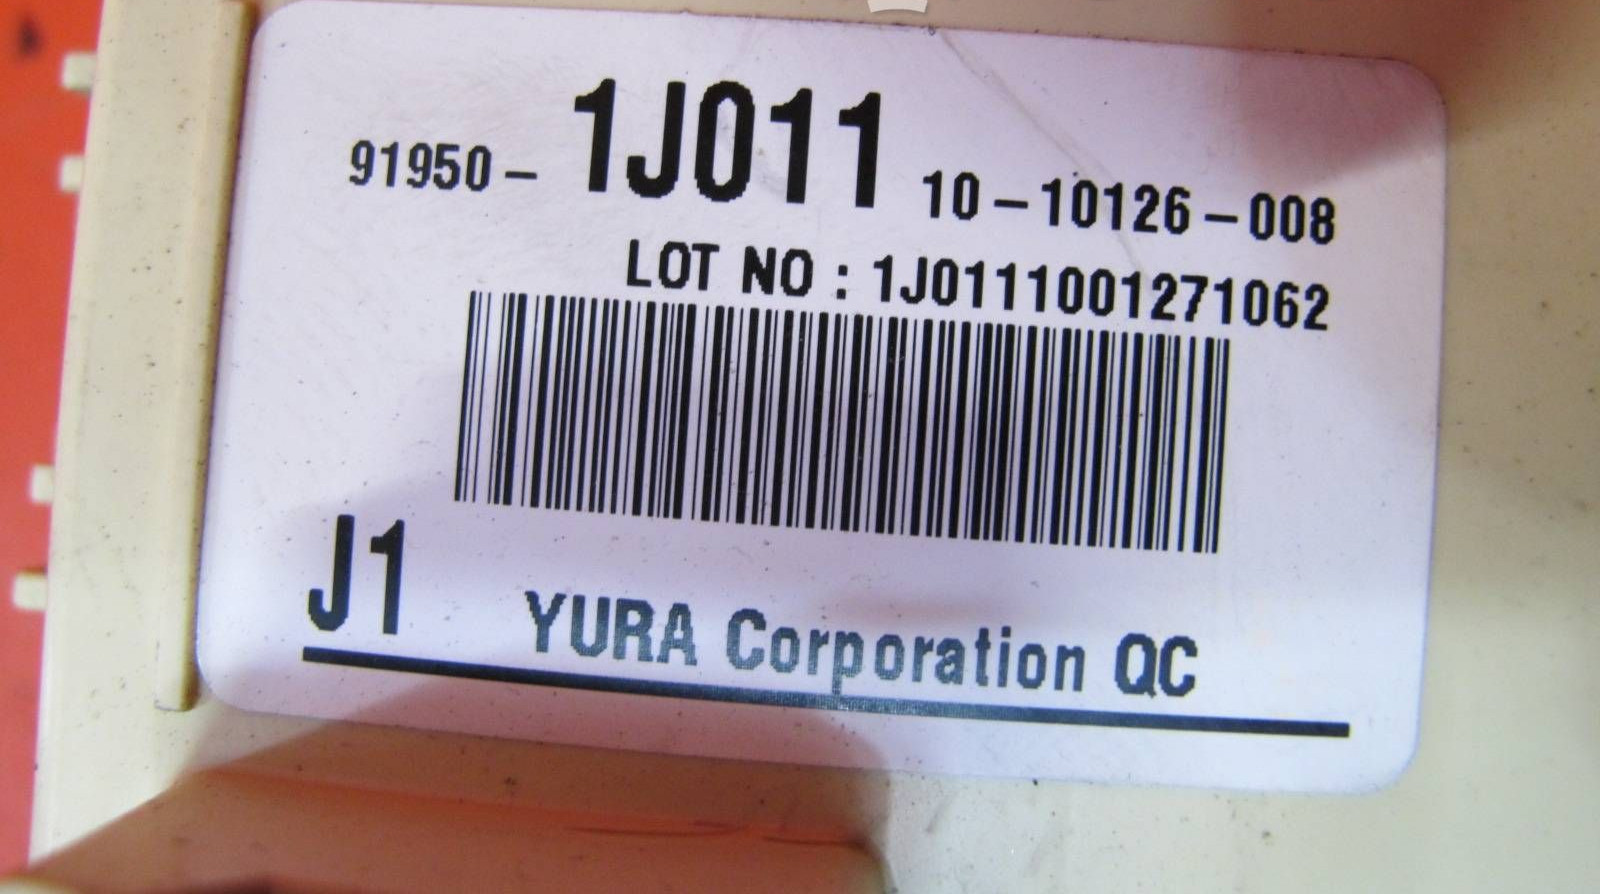 91950-1J011 10-10126-008
LOT NO : 1J0111001271062
J1 YURA Corporation QC